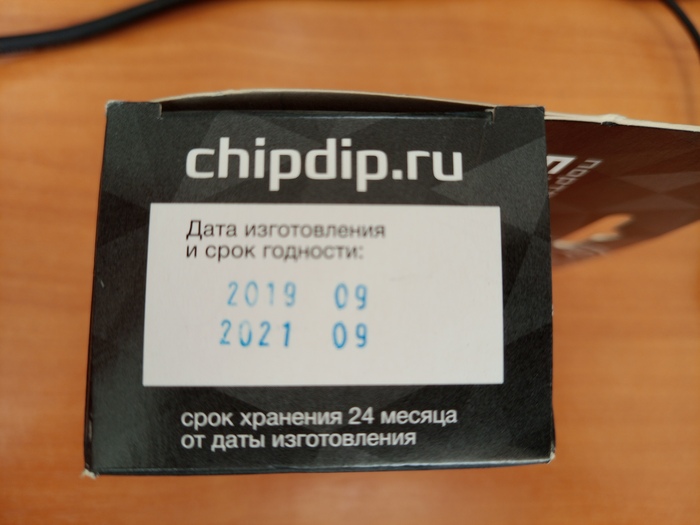 chipdip.ru
Дата изготовления
и срок годности:
2019 09
2021 09
срок хранения 24 месяца
от даты изготовления